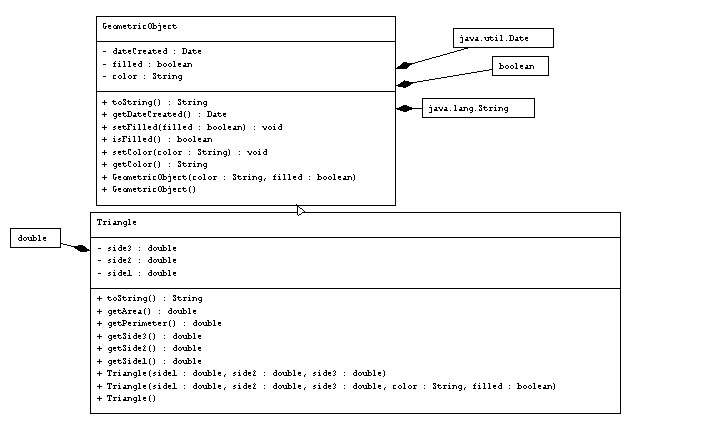 GeometricObject
- dateCreated : Date
- filled : boolean
- color : String
+ toString() : String
+ getDateCreated() : Date
+ setFilled(filled : boolean) : void
+ isFilled() : boolean
+ setColor(color : String) : void
+ getColor() : String
+ GeometricObject(color : String, filled : boolean)
+ GeometricObject()
java.util.Date
boolean
java.lang.String
double
Triangle
- side3 : double
- side2 : double
- side1 : double
+ toString() : String
+ getArea() : double
+ getPerimeter() : double
+ getSide3() : double
+ getSide2() : double
+ getSide1() : double
+ Triangle(side1 : double, side2 : double, side3 : double)
+ Triangle(side1 : double, side2 : double, side3 : double, color : String, filled : boolean)
+ Triangle()